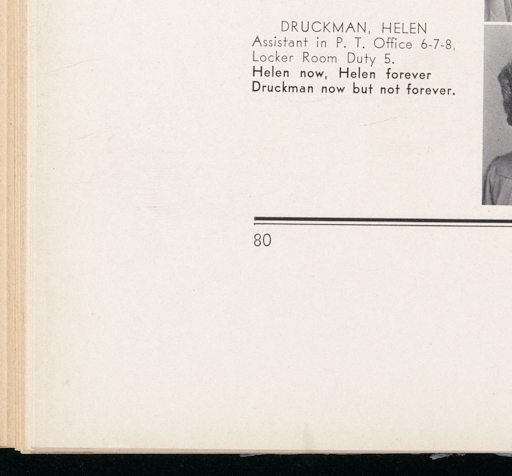 DRUCKMAN, HELEN
Assistant in P. T. Office 6-7-8,
Locker Room Duty 5.
Helen now, Helen forever
Druckman now but not forever.
80